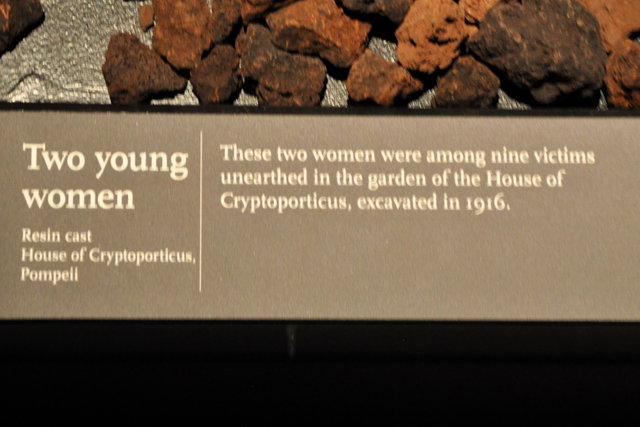 Two young
women
Resin cast
House of Cryptoporticus,
Pompeii
These two women were among nine victims
unearthed in the garden of the House of
Cryptoporticus, excavated in 1916.